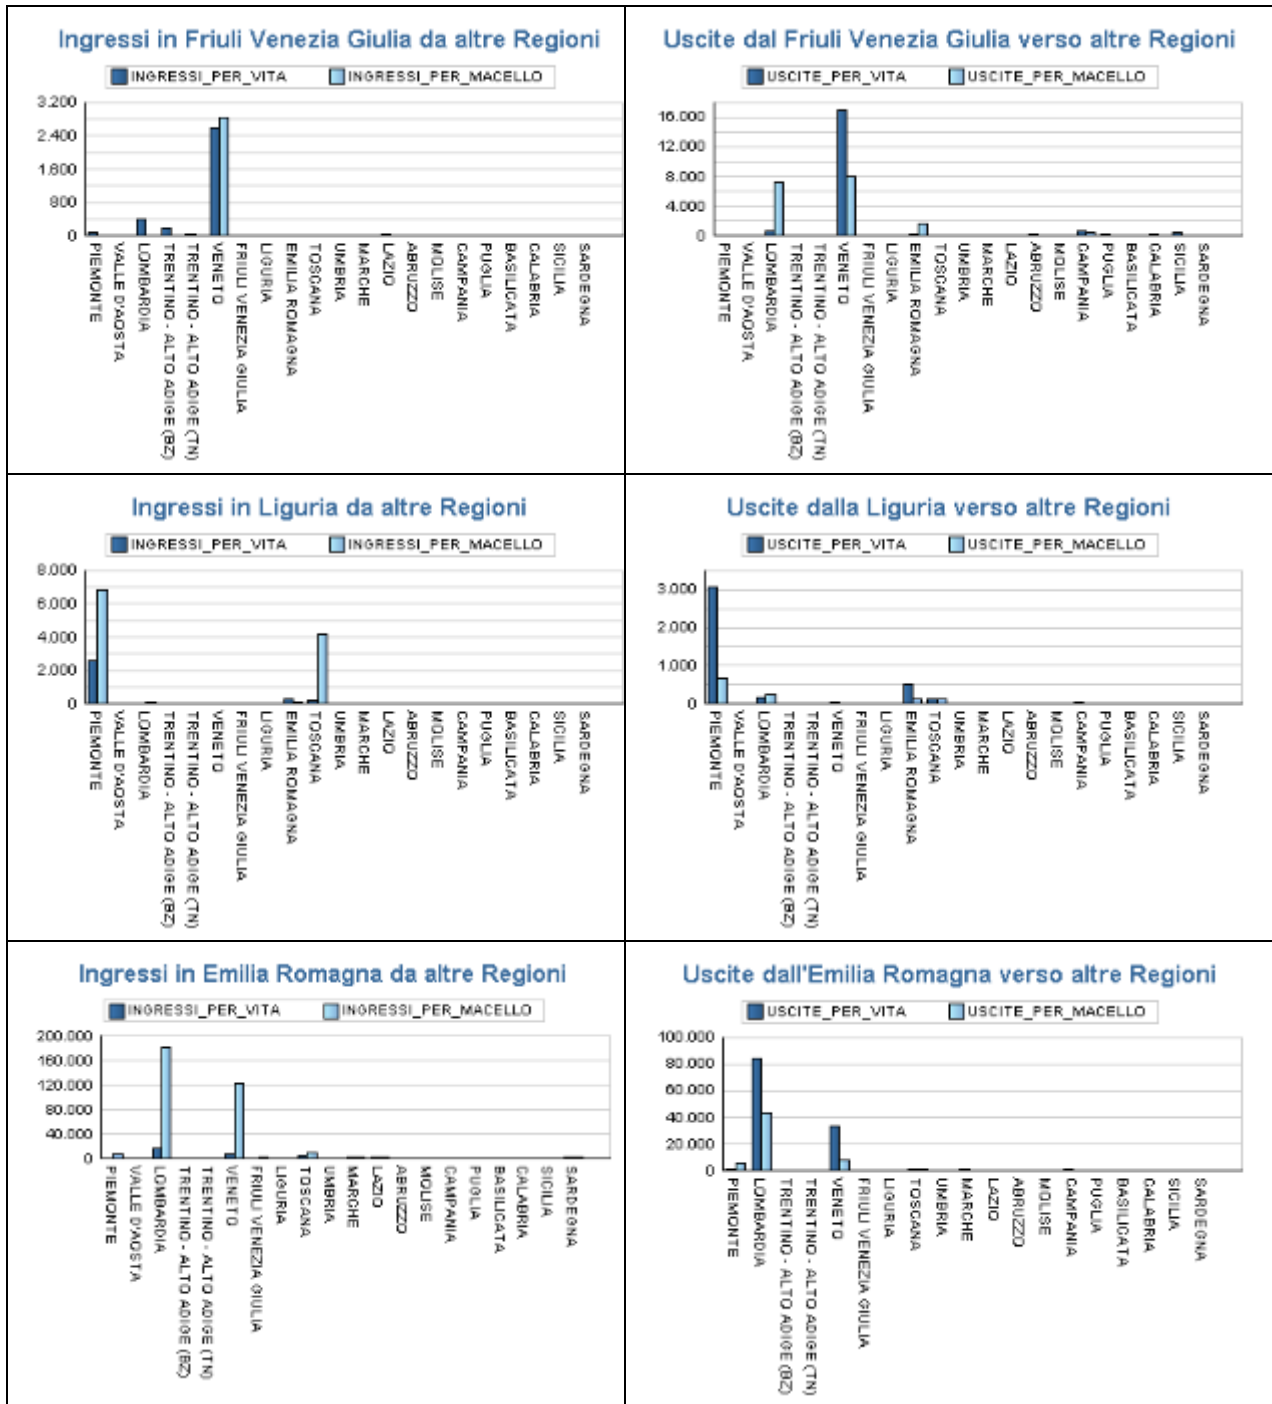 Ingressi in Friuli Venezia Giulia da altre Regioni
INGRESSI_PER_VITA INGRESSI_PER_MACELLO
3.200
2.400
1.600
800
0
PIEMONTE
VALLE D'AOSTA
LOMBARDIA
TRENTINO - ALTO ADIGE (BZ)
TRENTINO - ALTO ADIGE (TN)
VENETO
FRIULI VENEZIA GIULIA
LIGURIA
EMILIA ROMAGNA
TOSCANA
UMBRIA
MARCHE
LAZIO
ABRUZZO
MOLISE
CAMPANIA
PUGLIA
BASILICATA
CALABRIA
SICILIA
SARDEGNA
Uscite dal Friuli Venezia Giulia verso altre Regioni
USCITE_PER_VITA USCITE_PER_MACELLO
16.000
12.000
8.000
4.000
0
PIEMONTE
VALLE D'AOSTA
LOMBARDIA
TRENTINO - ALTO ADIGE (BZ)
TRENTINO - ALTO ADIGE (TN)
VENETO
FRIULI VENEZIA GIULIA
LIGURIA
EMILIA ROMAGNA
TOSCANA
UMBRIA
MARCHE
LAZIO
ABRUZZO
MOLISE
CAMPANIA
PUGLIA
BASILICATA
CALABRIA
SICILIA
SARDEGNA
Ingressi in Liguria da altre Regioni
INGRESSI_PER_VITA INGRESSI_PER_MACELLO
8.000
6.000
4.000
2.000
0
PIEMONTE
VALLE D'AOSTA
LOMBARDIA
TRENTINO - ALTO ADIGE (BZ)
TRENTINO - ALTO ADIGE (TN)
VENETO
FRIULI VENEZIA GIULIA
LIGURIA
EMILIA ROMAGNA
TOSCANA
UMBRIA
MARCHE
LAZIO
ABRUZZO
MOLISE
CAMPANIA
PUGLIA
BASILICATA
CALABRIA
SICILIA
SARDEGNA
Uscite dalla Liguria verso altre Regioni
USCITE_PER_VITA USCITE_PER_MACELLO
3.000
2.000
1.000
0
PIEMONTE
VALLE D'AOSTA
LOMBARDIA
TRENTINO - ALTO ADIGE (BZ)
TRENTINO - ALTO ADIGE (TN)
VENETO
FRIULI VENEZIA GIULIA
LIGURIA
EMILIA ROMAGNA
TOSCANA
UMBRIA
MARCHE
LAZIO
ABRUZZO
MOLISE
CAMPANIA
PUGLIA
BASILICATA
CALABRIA
SICILIA
SARDEGNA
Ingressi in Emilia Romagna da altre Regioni
INGRESSI_PER_VITA INGRESSI_PER_MACELLO
200.000
160.000
120.000
80.000
40.000
0
PIEMONTE
VALLE D'AOSTA
LOMBARDIA
TRENTINO - ALTO ADIGE (BZ)
TRENTINO - ALTO ADIGE (TN)
VENETO
FRIULI VENEZIA GIULIA
LIGURIA
TOSCANA
UMBRIA
MARCHE
LAZIO
ABRUZZO
MOLISE
CAMPANIA
PUGLIA
BASILICATA
CALABRIA
SICILIA
SARDEGNA
Uscite dall'Emilia Romagna verso altre Regioni
USCITE_PER_VITA USCITE_PER_MACELLO
100.000
80.000
60.000
40.000
20.000
0
PIEMONTE
LOMBARDIA
TRENTINO - ALTO ADIGE (BZ)
TRENTINO - ALTO ADIGE (TN)
VENETO
FRIULI VENEZIA GIULIA
LIGURIA
TOSCANA
UMBRIA
MARCHE
LAZIO
ABRUZZO
MOLISE
CAMPANIA
PUGLIA
BASILICATA
CALABRIA
SICILIA
SARDEGNA